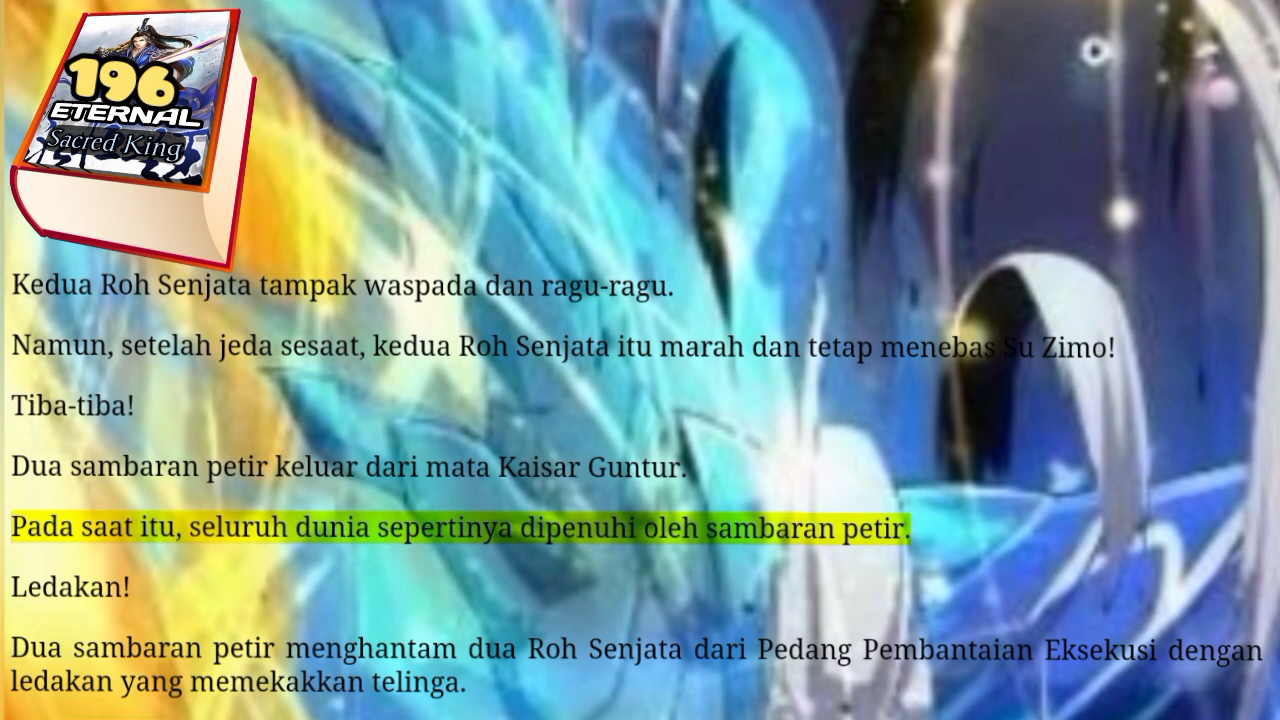 196
ETERNAL
Sacred King
Kedua Roh Senjata tampak waspada dan ragu-ragu.
Namun, setelah jeda sesaat, kedua Roh Senjata itu marah dan tetap menebas Su Zimo!
Tiba-tiba!
Dua sambaran petir keluar dari mata Kaisar Guntur.
Pada saat itu, seluruh dunia sepertinya dipenuhi oleh sambaran petir.
Ledakan!
Dua sambaran petir menghantam dua Roh Senjata dari Pedang Pembantaian Eksekusi dengan
ledakan yang memekakkan telinga.